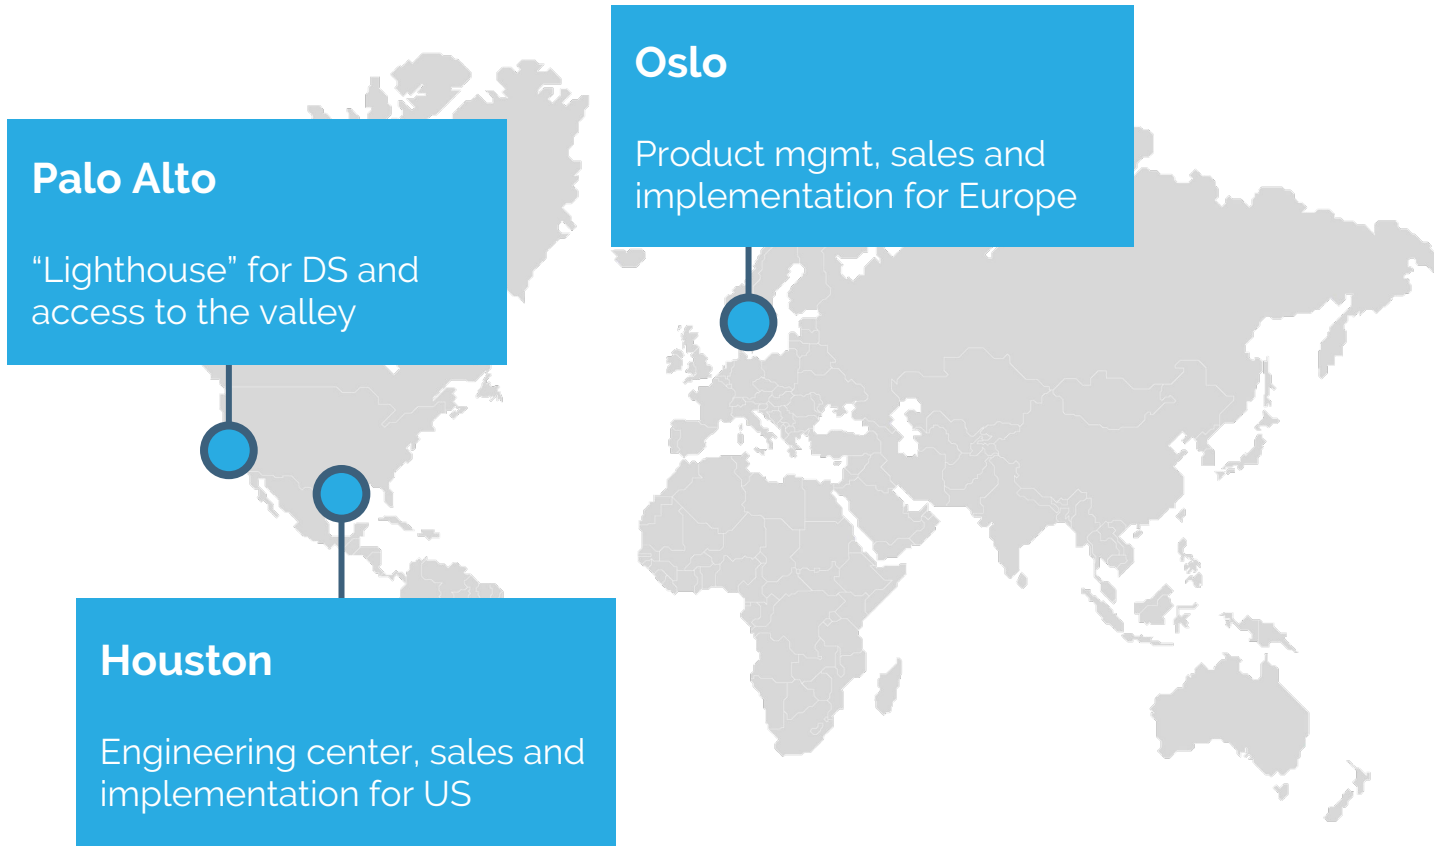 Oslo
Product mgmt, sales and
implementation for Europe
Palo Alto
“Lighthouse” for DS and
access to the valley
Houston
Engineering center, sales and
implementation for US